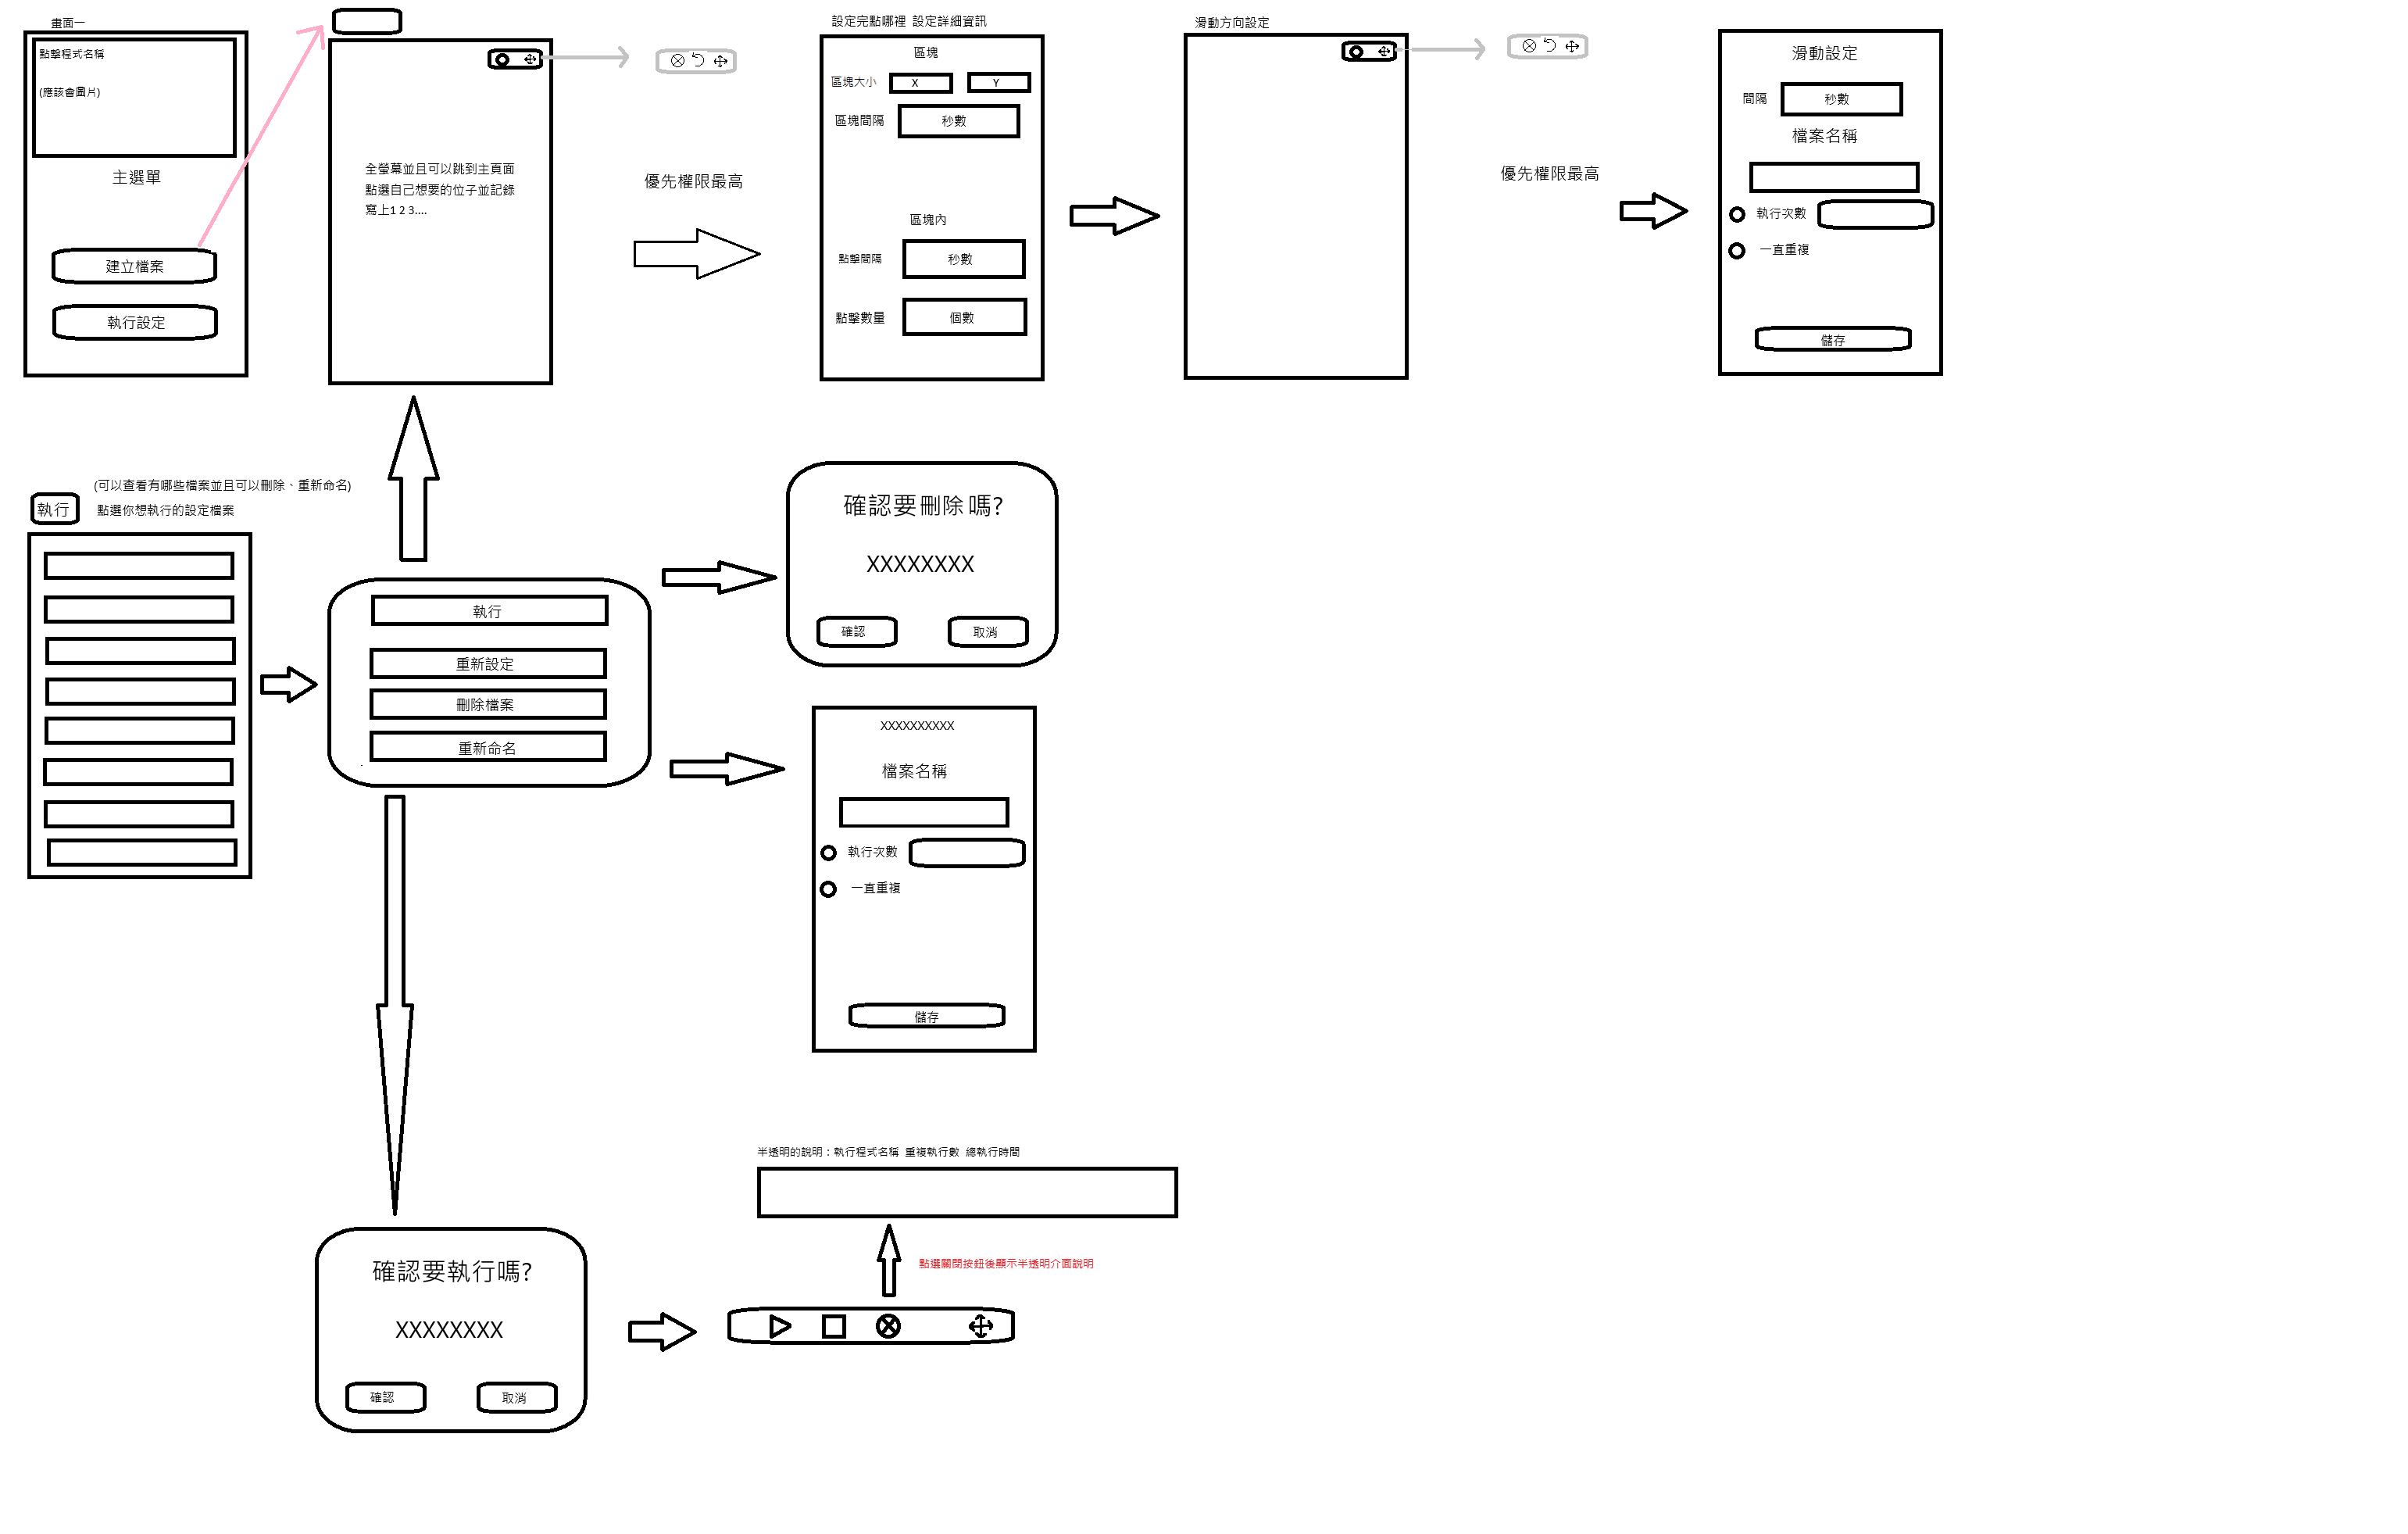 畫面一
點擊程式名稱
(應該會圖片)
主選單
建立檔案
執行設定
全螢幕並且可以跳到主頁面
點選自己想要的位子並記錄
寫上1 2 3....
優先權限最高
設定完點哪裡 設定詳細資訊
區塊
區塊大小 X Y
區塊間隔 秒數
區塊內
點擊間隔 秒數
點擊數量 個數
滑動方向設定
優先權限最高
滑動設定
間隔 秒數
檔案名稱
執行次數
一直重複
儲存
(可以查看有哪些檔案並且可以刪除、重新命名)
執行 點選你想執行的設定檔案
執行
重新設定
刪除檔案
重新命名
確認要刪除嗎?
XXXXXXXX
確認 取消
XXXXXXXXXX
檔案名稱
執行次數
一直重複
儲存
確認要執行嗎?
XXXXXXXX
確認 取消
半透明的說明：執行程式名稱 重複執行數 總執行時間
點選關閉按鈕後顯示半透明介面說明